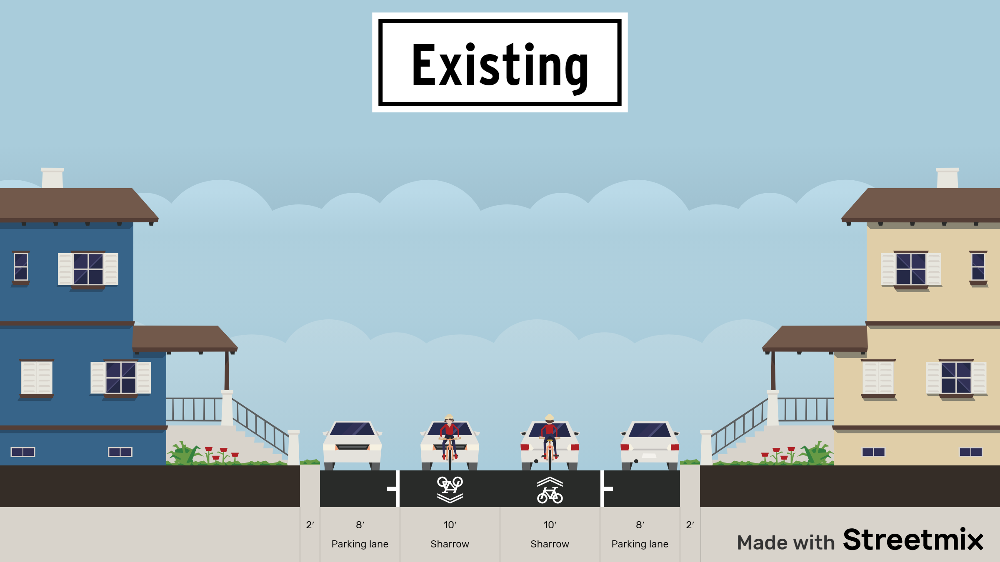 Existing
2′ 8′ 10′ 10′ 8′ 2′
Parking lane Sharrow Sharrow Parking lane
Made with Streetmix